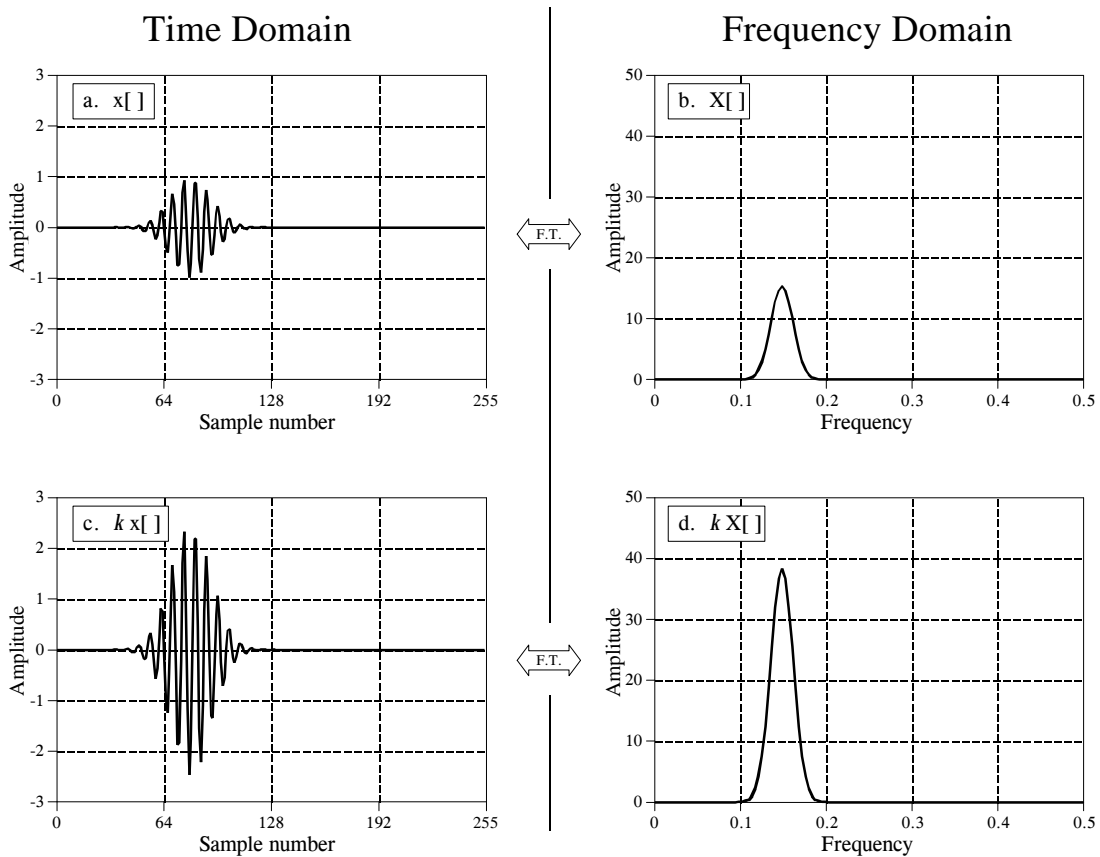 Time Domain
Frequency Domain
a. x[ ]
3
2
1
0
-1
-2
-3
Amplitude
0 64 128 192 255
Sample number
F.T.
b. X[ ]
50
40
30
20
10
0
Amplitude
0 0.1 0.2 0.3 0.4 0.5
Frequency
c. k x[ ]
3
2
1
0
-1
-2
-3
Amplitude
0 64 128 192 255
Sample number
F.T.
d. k X[ ]
50
40
30
20
10
0
Amplitude
0 0.1 0.2 0.3 0.4 0.5
Frequency